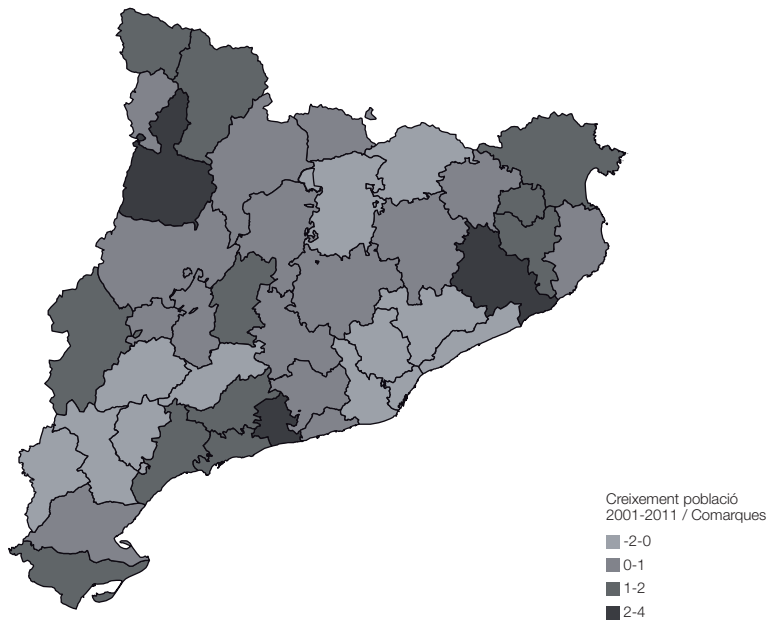 Creixement població
2001-2011 / Comarques
-2-0
0-1
1-2
2-4